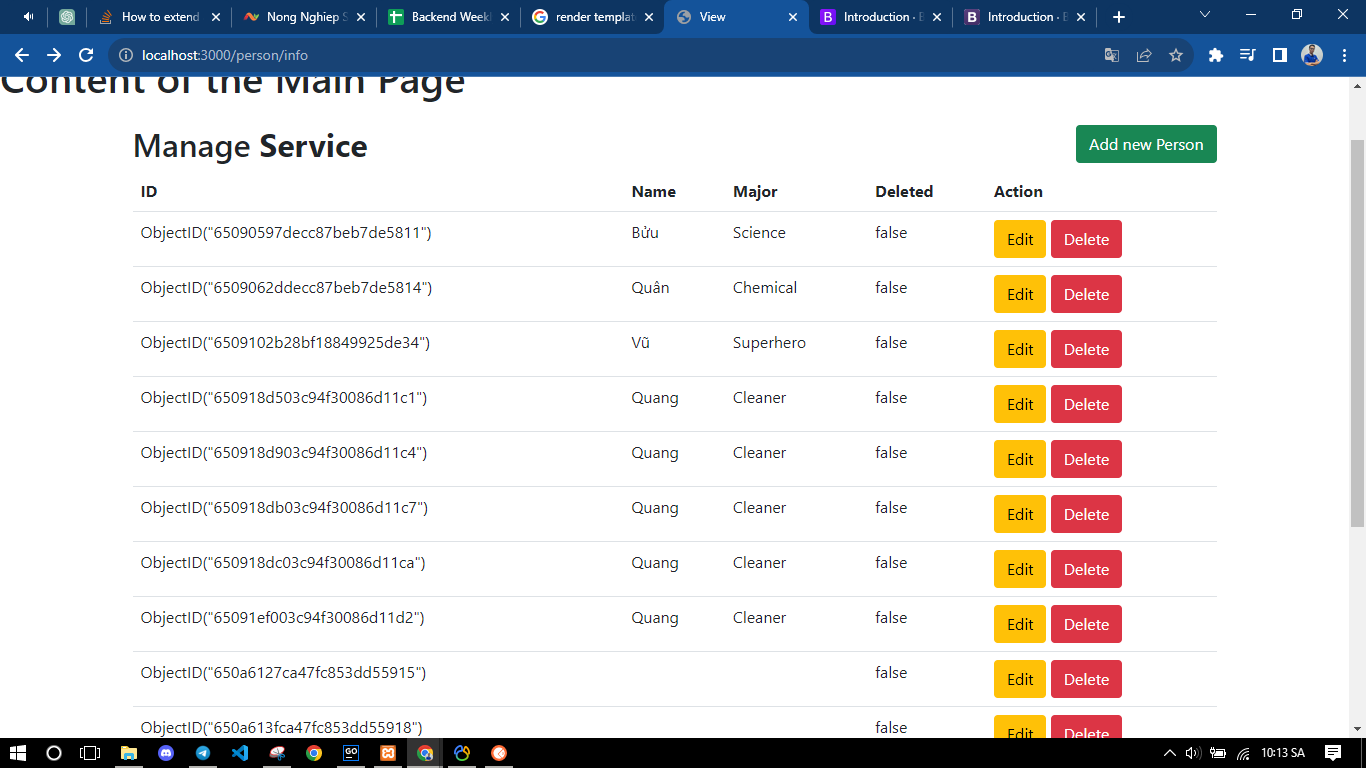 How to extend
Nong Nghiep S
Backend Weekl
render templat
View
Introduction · B
Introduction · B
localhost:3000/person/info
Content of the Main Page
Manage Service
Add new Person
ID Name Major Deleted Action
ObjectID("65090597decc87beb7de5811") Bửu Science false Edit Delete
ObjectID("6509062ddecc87beb7de5814") Quân Chemical false Edit Delete
ObjectID("6509102b28bf18849925de34") Vũ Superhero false Edit Delete
ObjectID("650918d503c94f30086d11c1") Quang Cleaner false Edit Delete
ObjectID("650918d903c94f30086d11c4") Quang Cleaner false Edit Delete
ObjectID("650918db03c94f30086d11c7") Quang Cleaner false Edit Delete
ObjectID("650918dc03c94f30086d11ca") Quang Cleaner false Edit Delete
ObjectID("65091ef003c94f30086d11d2") Quang Cleaner false Edit Delete
ObjectID("650a6127ca47fc853dd55915") false Edit Delete
ObjectID("650a613fca47fc853dd55918") false Edit Delete
GO
10:13 SA